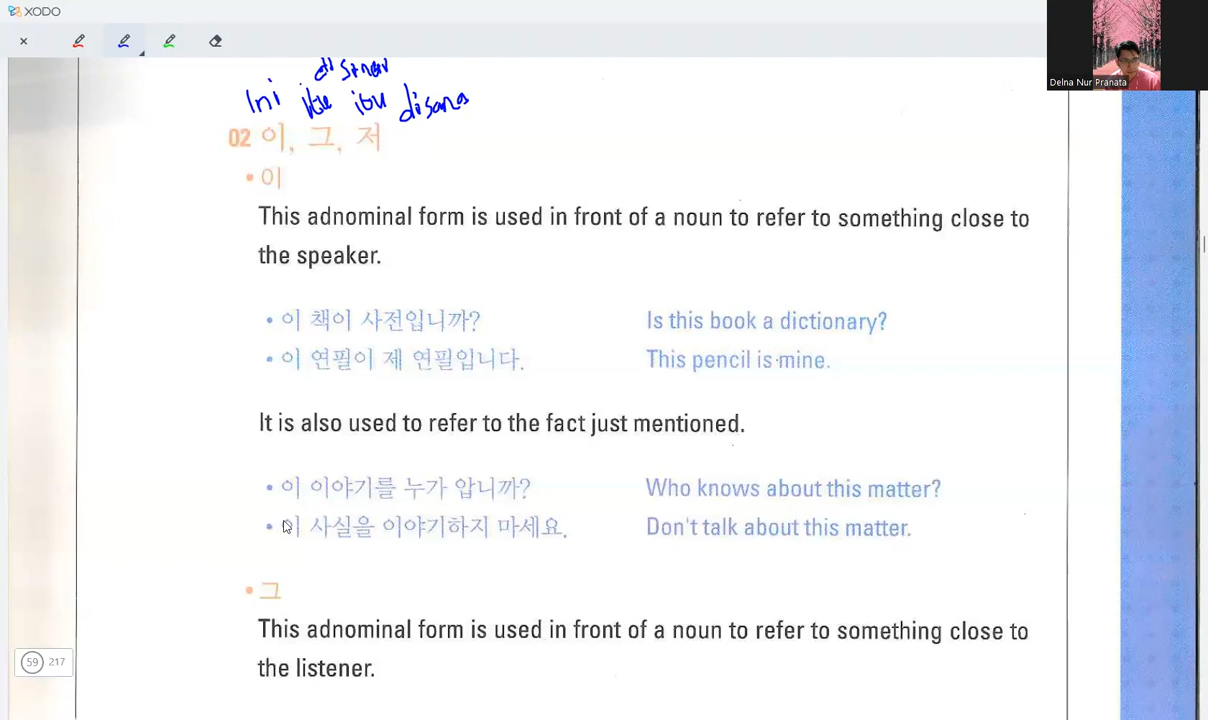 XODO
Delna Nur Pranata
Ini itu itu disana
02 이, 그, 저
• 이
This adnominal form is used in front of a noun to refer to something close to
the speaker.
• 이 책이 사전입니까? Is this book a dictionary?
• 이 연필이 제 연필입니다. This pencil is mine.
It is also used to refer to the fact just mentioned.
• 이 이야기를 누가 압니까? Who knows about this matter?
• 이 사실을 이야기하지 마세요. Don't talk about this matter.
• 그
This adnominal form is used in front of a noun to refer to something close to
the listener.
59 217